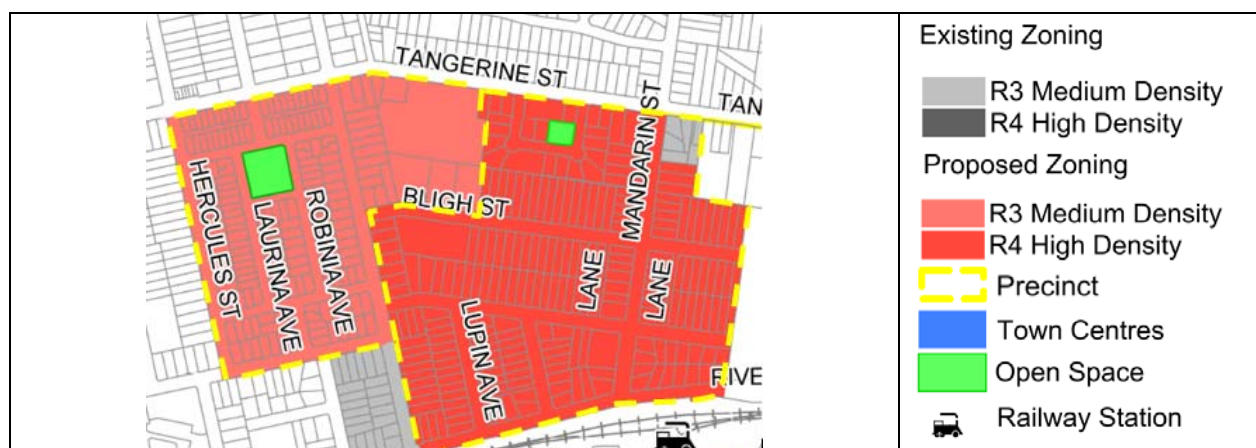 TANGERINE ST
TAN
MANDARIN ST
HERCULES ST
LAURINA AVE
ROBINIA AVE
BLIGH ST
LANE
LANE
LUPIN AVE
RIVE
Existing Zoning
R3 Medium Density
R4 High Density
Proposed Zoning
R3 Medium Density
R4 High Density
Precinct
Town Centres
Open Space
Railway Station